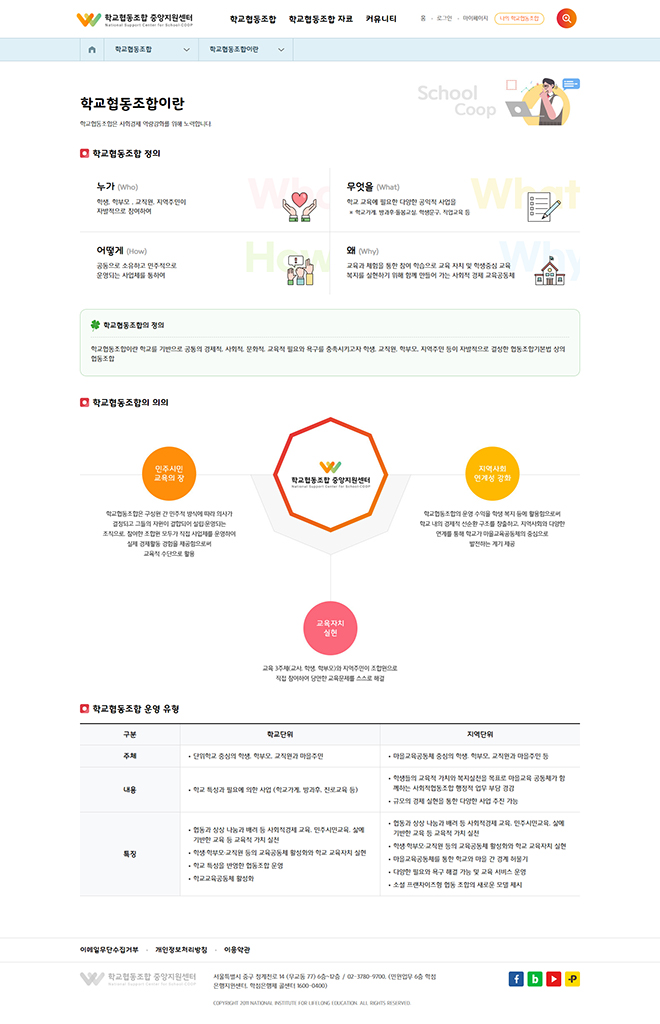 학교협동조합 중앙지원센터
National Support Center for School COOP
학교협동조합 학교협동조합 자료 커뮤니티
홈 로그인 마이페이지 나의 학교협동조합
학교협동조합 학교협동조합이란
학교협동조합이란
학교협동조합은 사회경제 역량강화를 위해 노력합니다
School
Coop
학교협동조합 정의
누가 (Who)
Who
학생, 학부모, 교직원, 지역주민이
자발적으로 참여하여
무엇을 (What)
What
학교 교육에 필요한 다양한 공익적 사업을
※ 학교가게, 방과후·돌봄교실, 학생문구, 직업교육 등
어떻게 (How)
How
공동으로 소유하고 민주적으로
운영되는 사업체를 통하여
왜 (Why)
Why
교육과 체험을 통한 참여 학습으로 교육 자치 및 학생중심 교육
복지를 실현하기 위해 함께 만들어 가는 사회적 경제 교육공동체
학교협동조합의 정의
학교협동조합이란 학교를 기반으로 공통의 경제적, 사회적, 문화적, 교육적 필요와 욕구를 충족시키고자 학생, 교직원, 학부모, 지역주민 등이 자발적으로 결성한 협동조합기본법 상의
협동조합
학교협동조합의 의의
민주시민
교육의 장
학교협동조합은 구성원 간 민주적 방식에 따라 의사가
결정되고 그들의 자원이 결합되어 설립·운영되는
조직으로, 참여한 조합원 모두가 직접 사업체를 운영하여
실제 경제활동 경험을 제공함으로써
교육적 수단으로 활용
학교협동조합 중앙지원센터
National Support Center for School COOP
지역사회
연계성 강화
학교협동조합의 운영 수익을 학생 복지 등에 활용함으로써
학교 내의 경제적 선순환 구조를 창출하고, 지역사회와 다양한
연계를 통해 학교가 마을교육공동체의 중심으로
발전하는 계기 제공
교육자치
실현
교육 3주체(교사, 학생, 학부모)와 지역주민이 조합원으로
직접 참여하여 당면한 교육문제를 스스로 해결
학교협동조합 운영 유형
구분 학교단위 지역단위
주체 • 단위학교 중심의 학생, 학부모, 교직원과 마을주민 • 마을교육공동체 중심의 학생, 학부모, 교직원과 마을주민 등
내용 • 학교 특성과 필요에 의한 사업 (학교가게, 방과후, 진로교육 등)
• 학생들의 교육적 가치와 복지실천을 목표로 마을교육 공동체가 함
께하는 사회적협동조합 행정적 업무 부담 경감
• 규모의 경제 실현을 통한 다양한 사업 추진 가능
특징
• 협동과 상상 나눔과 배려 등 사회적경제 교육, 민주시민교육, 삶에
기반한 교육 등 교육적 가치 실천
• 학생·학부모·교직원 등의 교육공동체 활성화와 학교 교육자치 실현
• 학교 특성을 반영한 협동조합 운영
• 학교교육공동체 활성화
• 협동과 상상 나눔과 배려 등 사회적경제 교육, 민주시민교육, 삶에
기반한 교육 등 교육적 가치 실천
• 학생·학부모·교직원 등의 교육공동체 활성화와 학교 교육자치 실현
• 마을교육공동체를 통한 학교와 마을 간 경계 허물기
• 다양한 필요와 욕구 해결 가능 및 교육 서비스 운영
• 소셜 프랜차이즈형 협동 조합의 새로운 모델 제시
이메일무단수집거부 개인정보처리방침 이용약관
학교협동조합 중앙지원센터
National Support Center for School COOP
서울특별시 중구 청계천로 14 (무교동 77) 6층~12층 / 02-3780-9700, (민원업무 6층 학점
은행지원센터, 학점은행제 콜센터 1600-0400)
COPYRIGHT 2011 NATIONAL INSTITUTE FOR LIFELONG EDUCATION. ALL RIGHTS RESERVED.